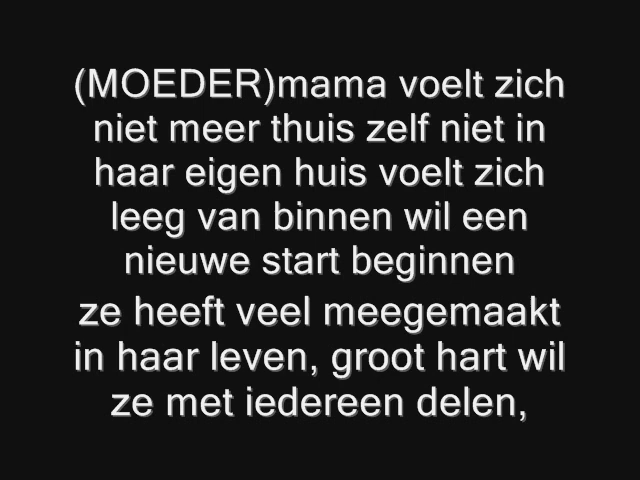 (MOEDER)mama voelt zich
niet meer thuis zelf niet in
haar eigen huis voelt zich
leeg van binnen wil een
nieuwe start beginnen
ze heeft veel meegemaakt
in haar leven, groot hart wil
ze met iedereen delen,